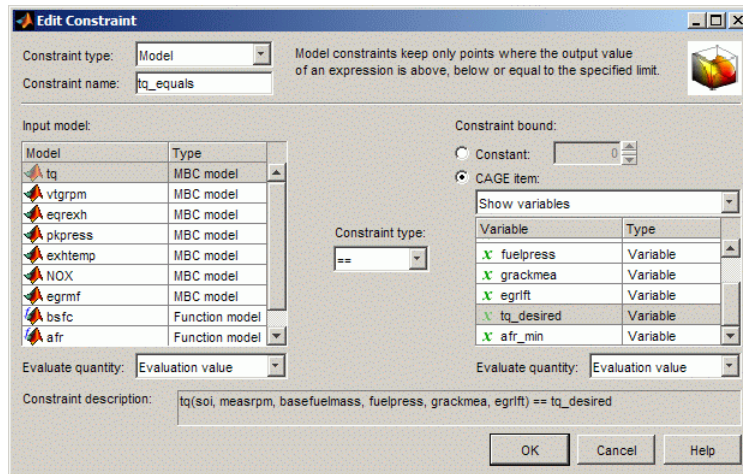 Edit Constraint
Constraint type: Model
Model constraints keep only points where the output value
of an expression is above, below or equal to the specified limit.
Constraint name: tq_equals
Input model:
Constraint bound:
Constant: 0
CAGE item:
Show variables
Model Type
tq MBC model
vtgrpm MBC model
eqrexh MBC model
pkpress MBC model
exhtemp MBC model
NOX MBC model
egrmf MBC model
bsfc Function model
afr Function model
Constraint type:
==
Variable Type
x fuelpress Variable
x grackmea Variable
x egrlft Variable
x tq_desired Variable
x afr_min Variable
Evaluate quantity: Evaluation value
Evaluate quantity: Evaluation value
Constraint description: tq(soi, measrpm, basefuelmass, fuelpress, grackmea, egrlft) == tq_desired
OK Cancel Help